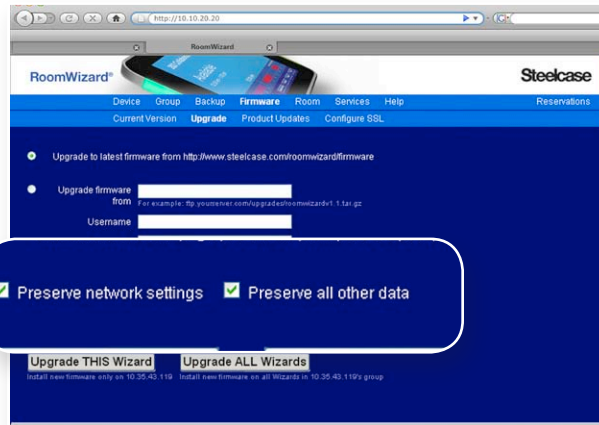 http://10.10.20.20
RoomWizard
RoomWizard®
Steelcase
Device Group Backup Firmware Room Services Help Reservations
Current Version Upgrade Product Updates Configure SSL
Upgrade to latest firmware from http://www.steelcase.com/roomwizard/firmware
Upgrade firmware from
For example: ftp.yourserver.com/upgrades/roomwizardv1.1.tar.gz
Username
Preserve network settings Preserve all other data
Upgrade THIS Wizard Upgrade ALL Wizards
Install new firmware only on 10.35.43.119 Install new firmware on all Wizards in 10.35.43.119's group